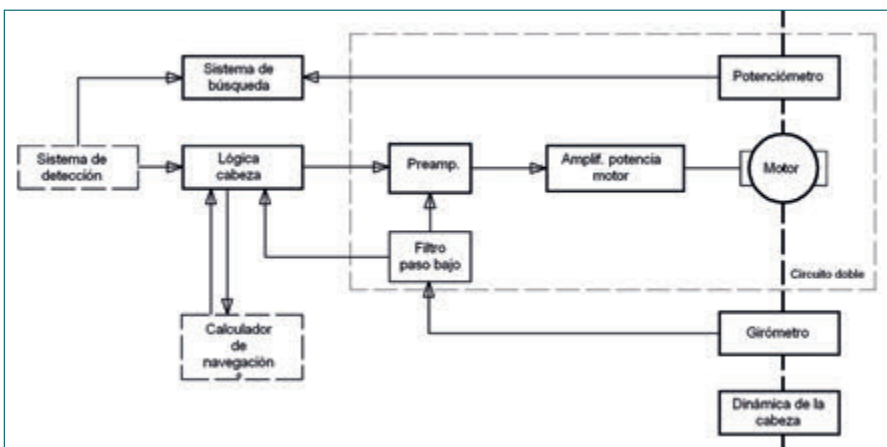 Sistema de
búsqueda
Potenciómetro
Sistema de
detección
Lógica
cabeza
Preamp.
Amplif. potencia
motor
Motor
Filtro
paso bajo
Circuito doble
Calculador
de
navegación
Girómetro
Dinámica de la
cabeza